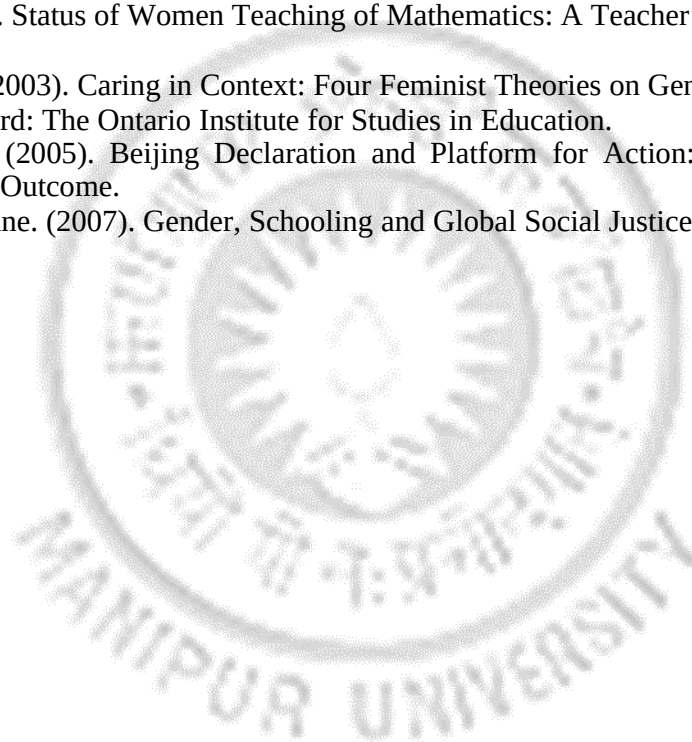 . Status of Women Teaching of Mathematics: A Teacher
2003). Caring in Context: Four Feminist Theories on Gen
rd: The Ontario Institute for Studies in Education.
(2005). Beijing Declaration and Platform for Action:
Outcome.
ne. (2007). Gender, Schooling and Global Social Justice
MANIPUR UNIVERSITY